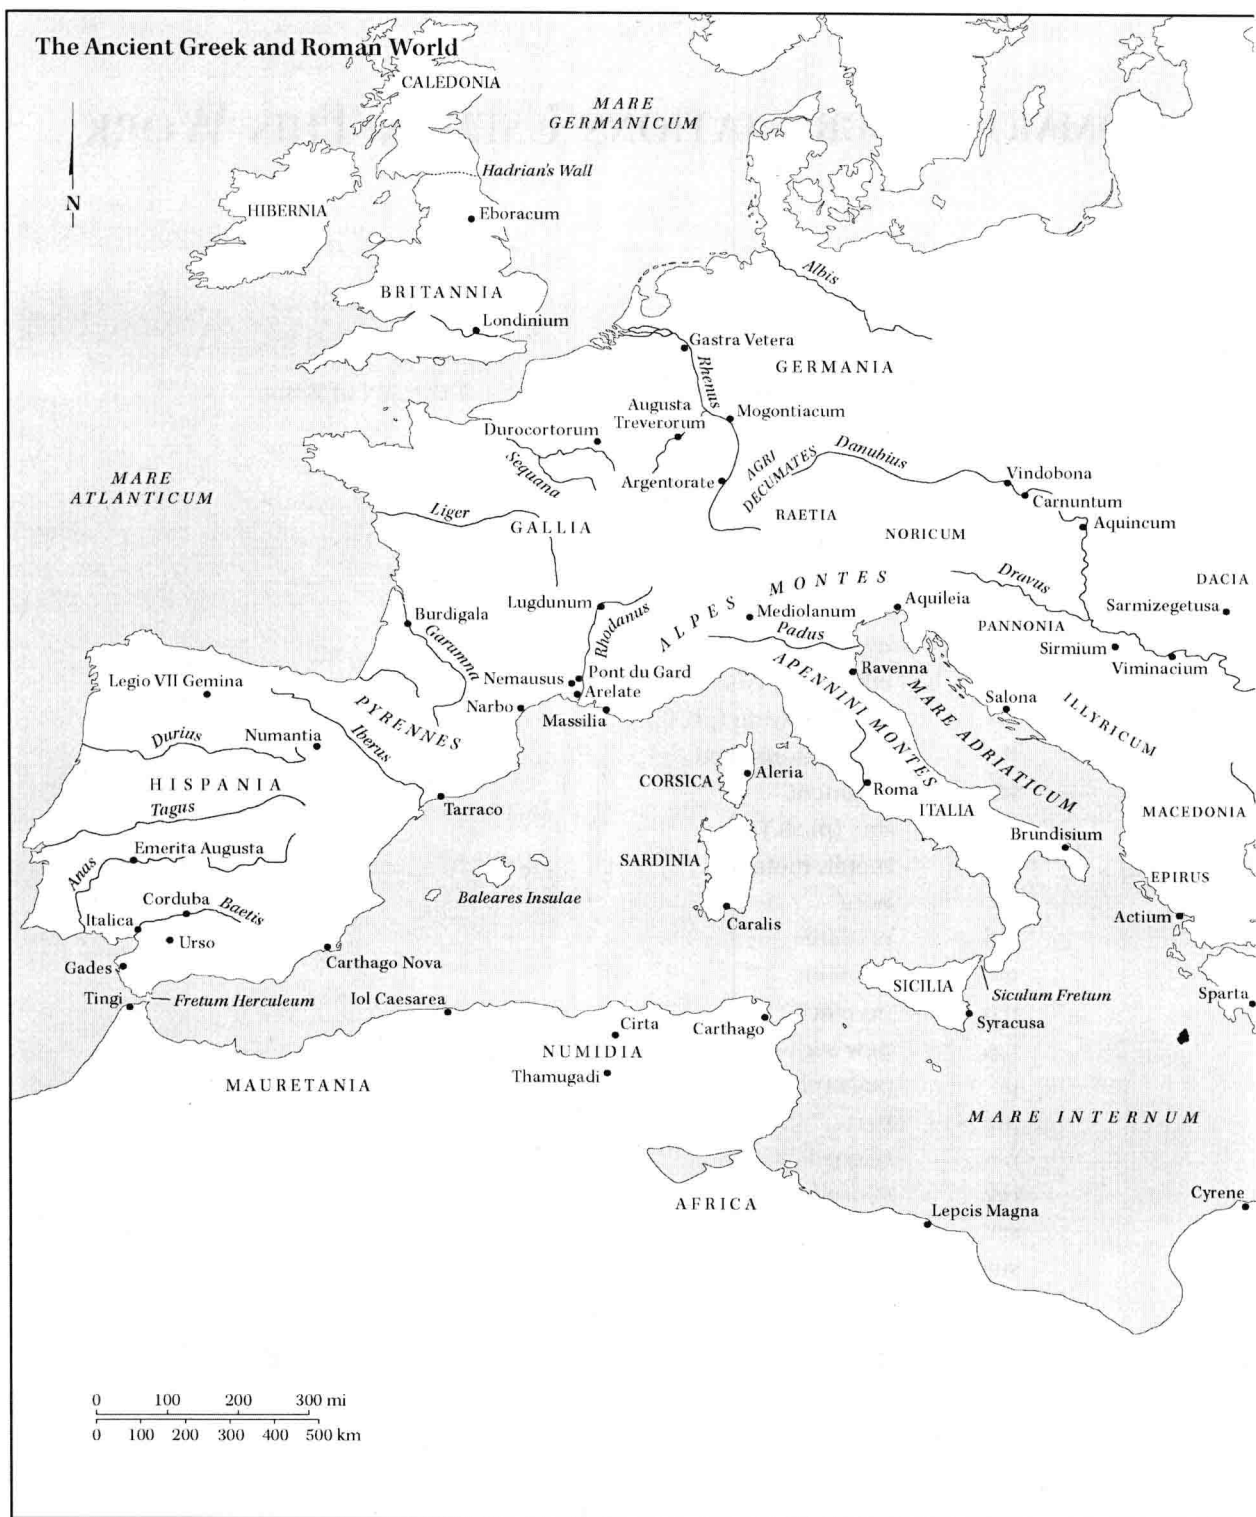 The Ancient Greek and Roman World
CALEDONIA
MARE
GERMANICUM
N
Hadrian's Wall
HIBERNIA
Eboracum
Albis
BRITANNIA
Londinium
Gastra Vetera
GERMANIA
Rhenus
Augusta
Treverorum
Mogontiacum
Durocortorum
Sequana
AGRI
DECUMATES
Danubius
MARE
ATLANTICUM
Argentorate
Vindobona
Carnuntum
Liger
GALLIA
RAETIA
Aquincum
NORICUM
ALPES MONTES
Dravus
DACIA
Lugdunum
Rhodanus
Mediolanum
Aquileia
Sarmizegetusa
Burdigala
Garumna
Padus
PANNONIA
Sirmium
Viminacium
Legio VII Gemina
Nemausus
Pont du Gard
Arelate
Ravenna
PYRENNES
Narbo
Massilia
APENNINI MONTES
MARE ADRIATICUM
Salona
ILLYRICUM
Durius
Numantia
Iberus
HISPANIA
CORSICA
Aleria
Roma
Tagus
Tarraco
ITALIA
MACEDONIA
Brundisium
Anas
Emerita Augusta
SARDINIA
EPIRUS
Corduba
Baetis
Baleares Insulae
Italica
Urso
Caralis
Actium
Gades
Carthago Nova
Tingi
Fretum Herculeum
Iol Caesarea
SICILIA
Siculum Fretum
Sparta
Cirta
Carthago
Syracusa
NUMIDIA
Thamugadi
MAURETANIA
MARE INTERNUM
AFRICA
Lepcis Magna
Cyrene
0 100 200 300 mi
0 100 200 300 400 500 km